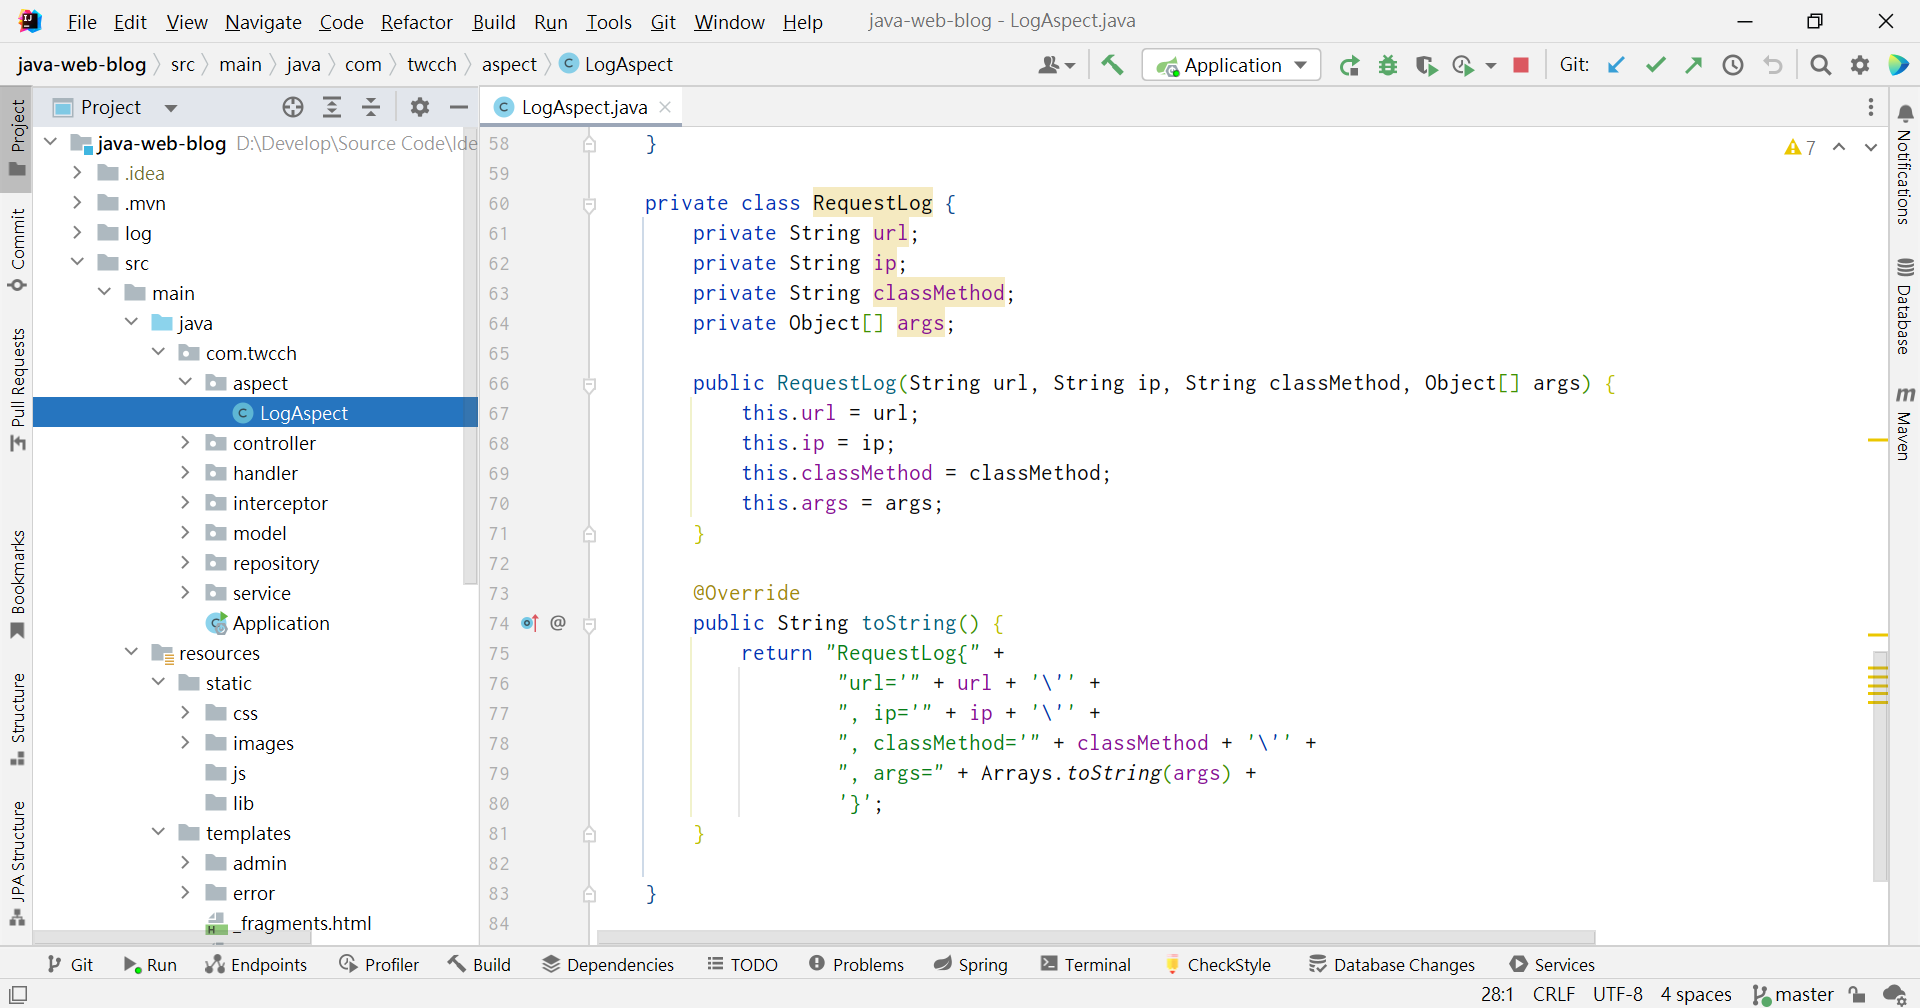 File Edit View Navigate Code Refactor Build Run Tools Git Window Help java-web-blog - LogAspect.java
java-web-blog src main java com twcch aspect LogAspect Application Git:
Project
LogAspect.java
Project
Commit
Pull Requests
Bookmarks
Structure
JPA Structure
java-web-blog D:\Develop\Source Code\Ide
.idea
.mvn
log
src
main
java
com.twcch
aspect
LogAspect
controller
handler
interceptor
model
repository
service
Application
resources
static
css
images
js
lib
templates
admin
error
_fragments.html
7
58 }
59
60 private class RequestLog {
61 private String url;
62 private String ip;
63 private String classMethod;
64 private Object[] args;
65
66 public RequestLog(String url, String ip, String classMethod, Object[] args) {
67 this.url = url;
68 this.ip = ip;
69 this.classMethod = classMethod;
70 this.args = args;
71 }
72
73 @Override
74 @ public String toString() {
75 return "RequestLog{" +
76 "url='" + url + '\'' +
77 ", ip='" + ip + '\'' +
78 ", classMethod='" + classMethod + '\'' +
79 ", args=" + Arrays.toString(args) +
80 '}';
81 }
82
83 }
84
Notifications
Database
m Maven
Git Run Endpoints Profiler Build Dependencies TODO Problems Spring Terminal CheckStyle Database Changes Services
28:1 CRLF UTF-8 4 spaces master